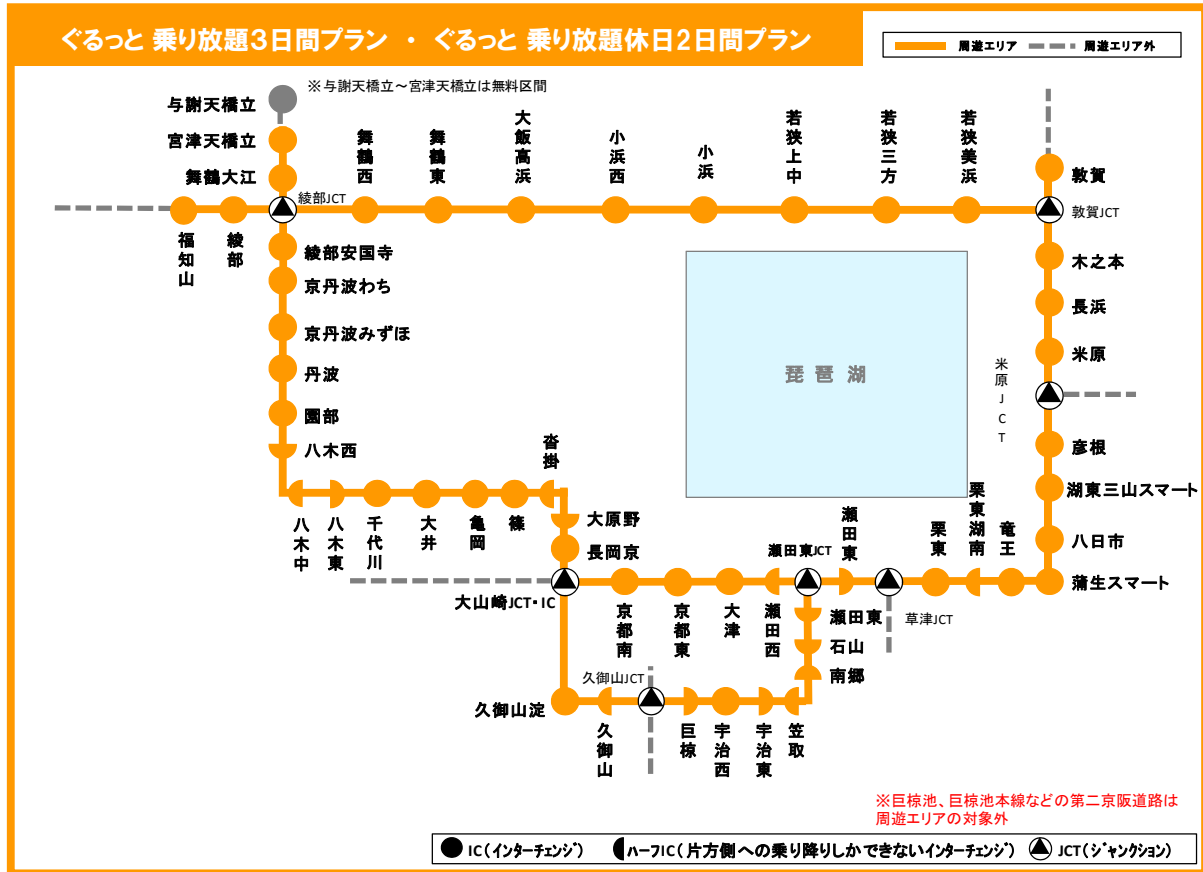 ぐるっと 乗り放題3日間プラン ・ ぐるっと 乗り放題休日2日間プラン
周遊エリア
周遊エリア外
※与謝天橋立～宮津天橋立は無料区間
与謝天橋立
宮津天橋立
舞鶴大江
綾部JCT
福知山
綾部
舞鶴西
舞鶴東
大飯高浜
小浜西
小浜
若狭上中
若狭三方
若狭美浜
敦賀
敦賀JCT
木之本
長浜
米原
米原JCT
彦根
湖東三山スマート
八日市
蒲生スマート
琵琶湖
綾部安国寺
京丹波わち
京丹波みずほ
丹波
園部
八木西
八木中
八木東
千代川
大井
亀岡
篠
沓掛
大原野
長岡京
大山崎JCT・IC
京都南
京都東
大津
瀬田西
瀬田東JCT
瀬田東
草津JCT
栗東
栗東湖南
竜王
瀬田東
石山
南郷
久御山淀
久御山
久御山JCT
巨椋
宇治西
宇治東
笠取
※巨椋池、巨椋池本線などの第二京阪道路は
周遊エリアの対象外
IC(インターチェンジ)
ハーフIC(片方側への乗り降りしかできないインターチェンジ)
JCT(ジャンクション)